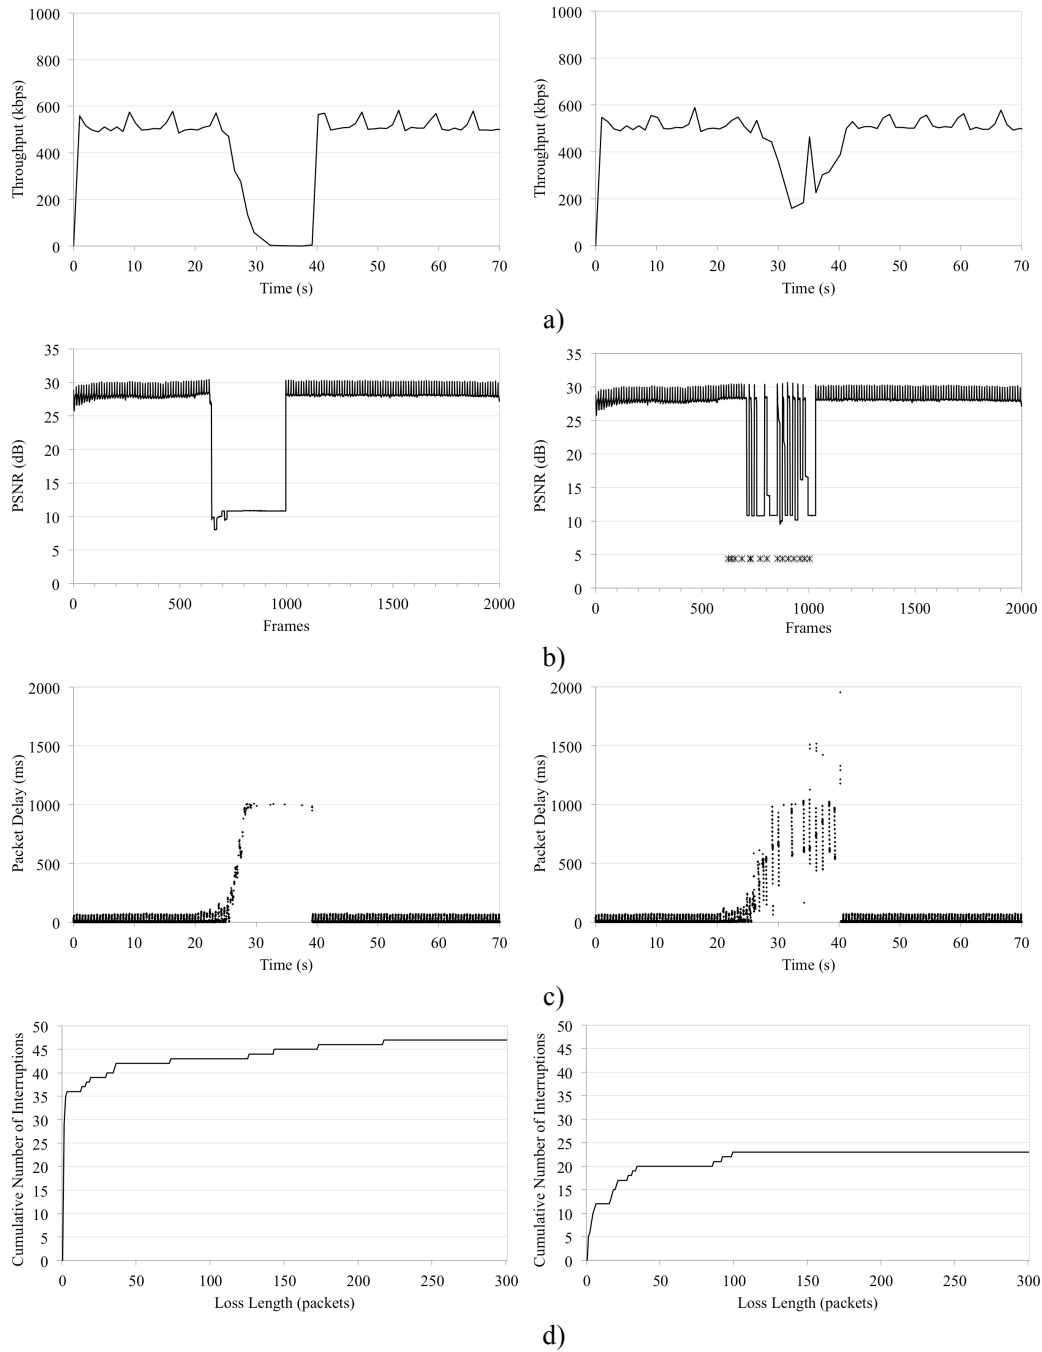 1000
800
600
400
200
0
Throughput (kbps)
0 10 20 30 40 50 60 70
Time (s)
1000
800
600
400
200
0
Throughput (kbps)
0 10 20 30 40 50 60 70
Time (s)
a)
35
30
25
20
15
10
5
0
PSNR (dB)
0 500 1000 1500 2000
Frames
35
30
25
20
15
10
5
0
PSNR (dB)
0 500 1000 1500 2000
Frames
b)
2000
1500
1000
500
0
Packet Delay (ms)
0 10 20 30 40 50 60 70
Time (s)
2000
1500
1000
500
0
Packet Delay (ms)
0 10 20 30 40 50 60 70
Time (s)
c)
50
45
40
35
30
25
20
15
10
5
0
Cumulative Number of Interruptions
0 50 100 150 200 250 300
Loss Length (packets)
50
45
40
35
30
25
20
15
10
5
0
Cumulative Number of Interruptions
0 50 100 150 200 250 300
Loss Length (packets)
d)